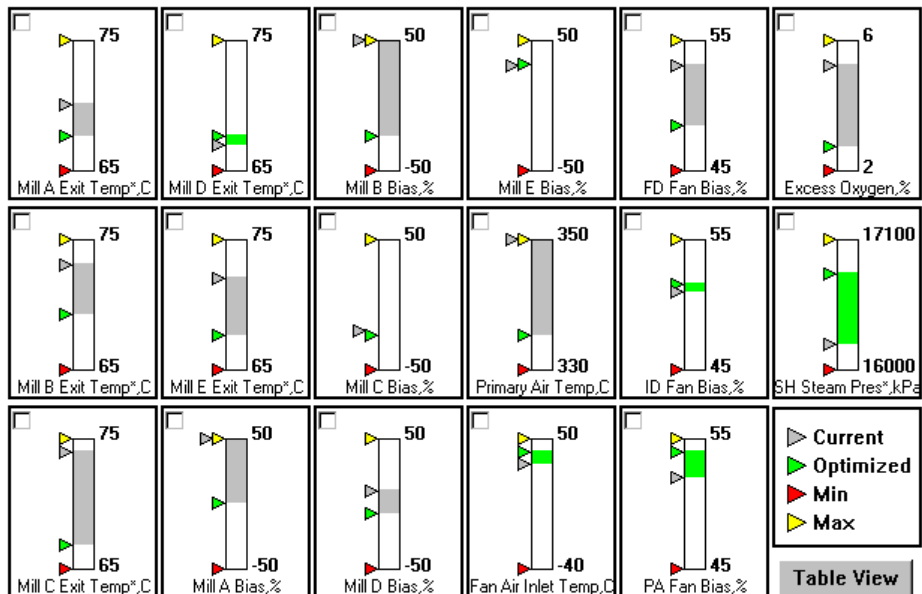 75
65
Mill A Exit Temp*,C
75
65
Mill D Exit Temp*,C
50
-50
Mill B Bias,%
50
-50
Mill E Bias,%
55
45
FD Fan Bias,%
6
2
Excess Oxygen,%
75
65
Mill B Exit Temp*,C
75
65
Mill E Exit Temp*,C
50
-50
Mill C Bias,%
350
330
Primary Air Temp,C
55
45
ID Fan Bias,%
17100
16000
SH Steam Pres*,kPa
75
65
Mill C Exit Temp*,C
50
-50
Mill A Bias,%
50
-50
Mill D Bias,%
50
-40
Fan Air Inlet Temp,C
55
45
PA Fan Bias,%
Current
Optimized
Min
Max
Table View